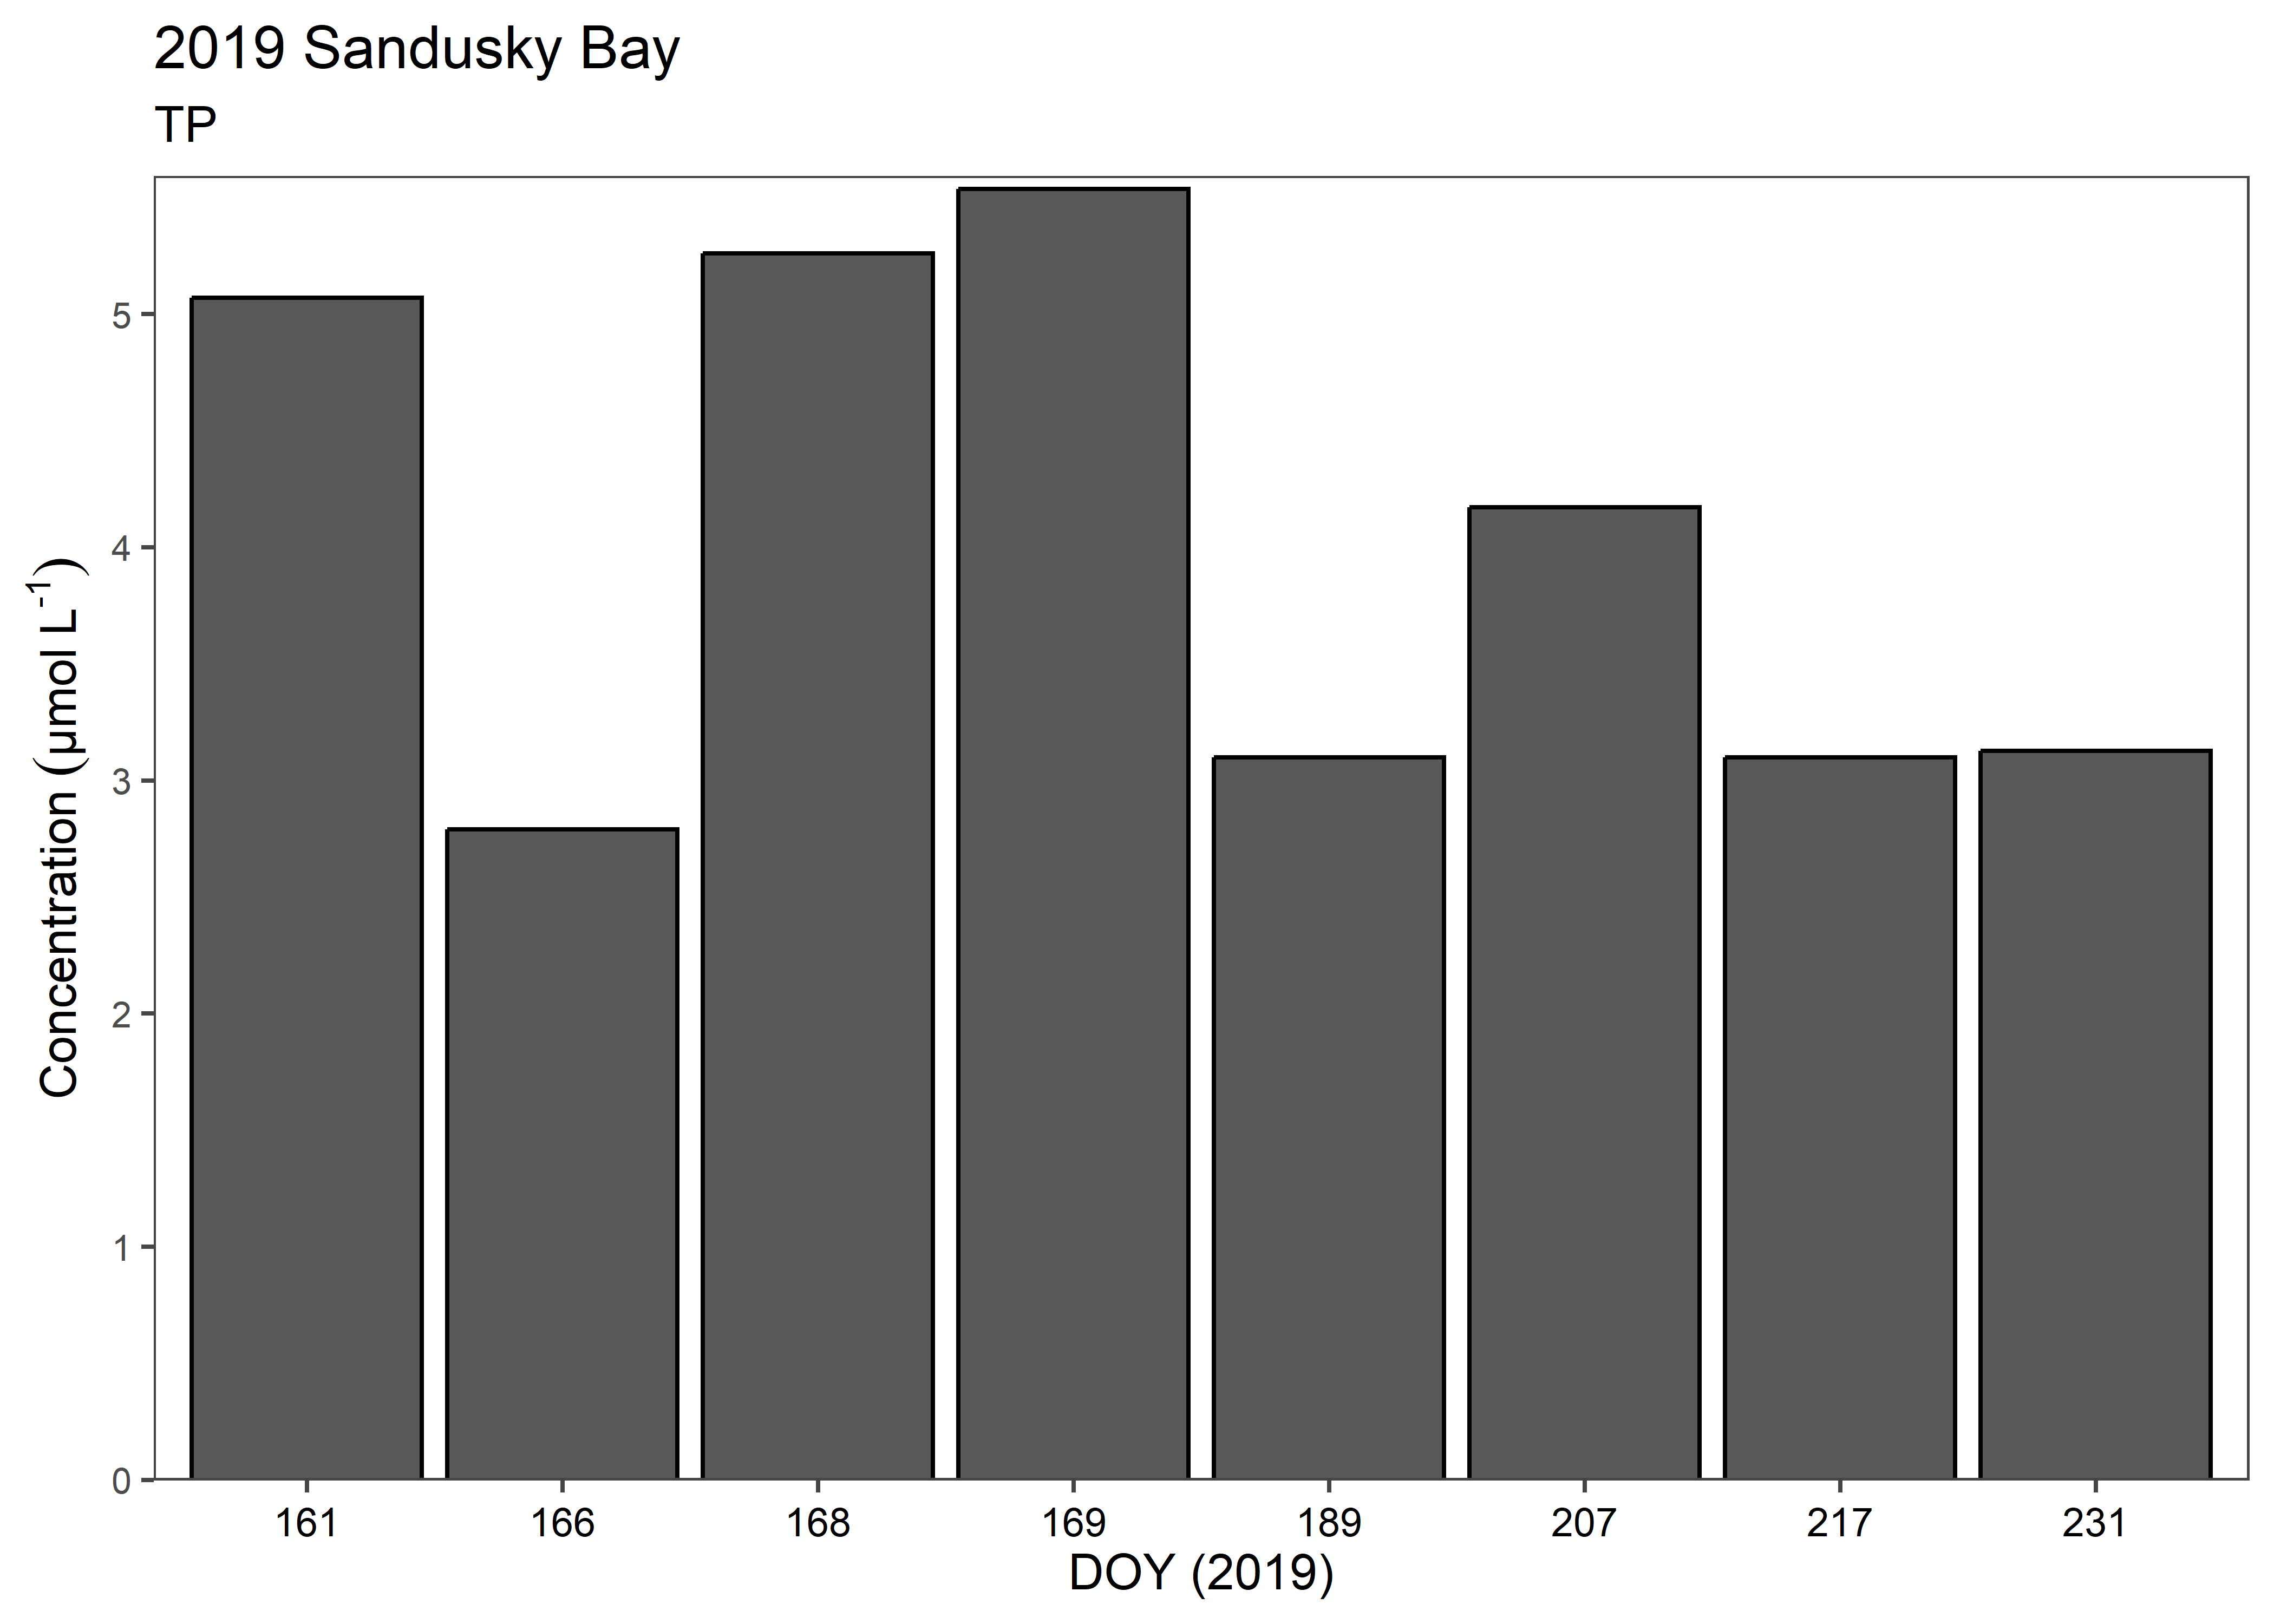 2019 Sandusky Bay
TP
Concentration (µmol L⁻¹)
5
4
3
2
1
0
161 166 168 169 189 207 217 231
DOY (2019)